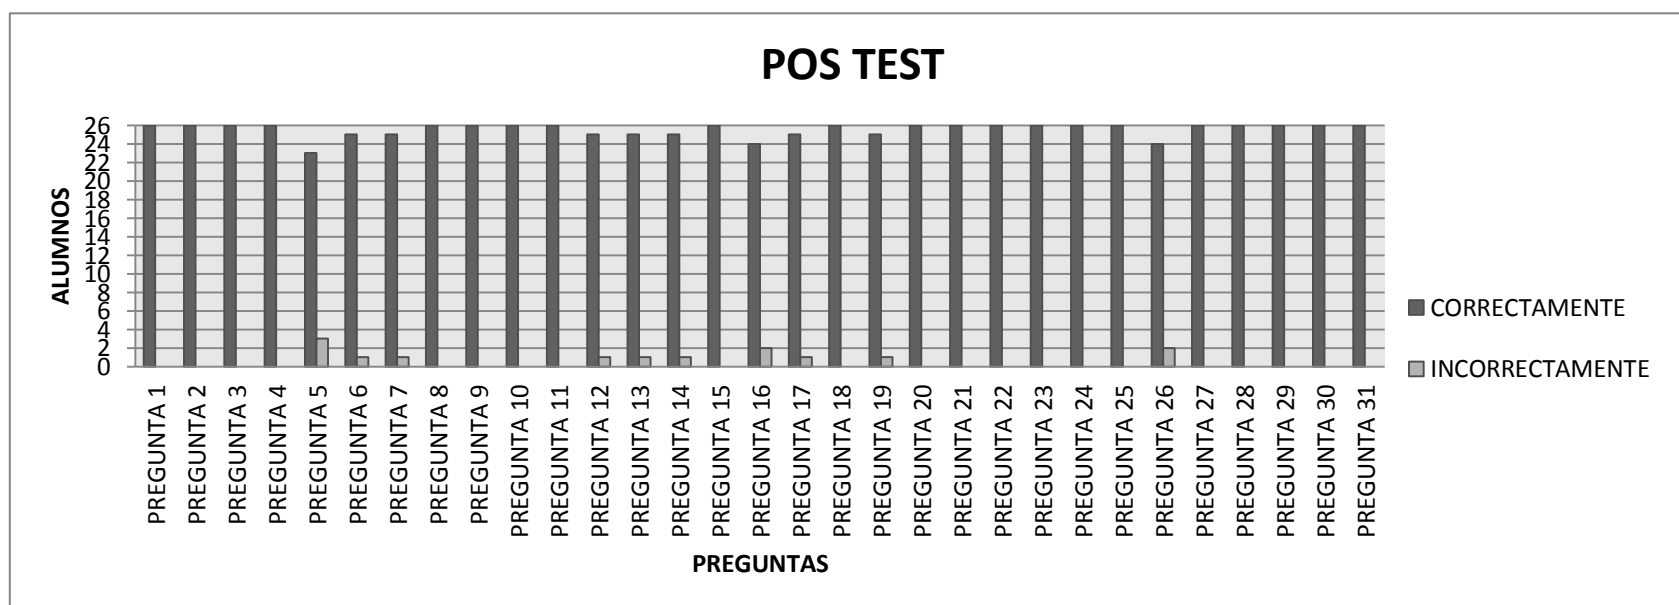 POS TEST
ALUMNOS
26
24
22
20
18
16
14
12
10
8
6
4
2
0
PREGUNTA 1
PREGUNTA 2
PREGUNTA 3
PREGUNTA 4
PREGUNTA 5
PREGUNTA 6
PREGUNTA 7
PREGUNTA 8
PREGUNTA 9
PREGUNTA 10
PREGUNTA 11
PREGUNTA 12
PREGUNTA 13
PREGUNTA 14
PREGUNTA 15
PREGUNTA 16
PREGUNTA 17
PREGUNTA 18
PREGUNTA 19
PREGUNTA 20
PREGUNTA 21
PREGUNTA 22
PREGUNTA 23
PREGUNTA 24
PREGUNTA 25
PREGUNTA 26
PREGUNTA 27
PREGUNTA 28
PREGUNTA 29
PREGUNTA 30
PREGUNTA 31
PREGUNTAS
CORRECTAMENTE
INCORRECTAMENTE